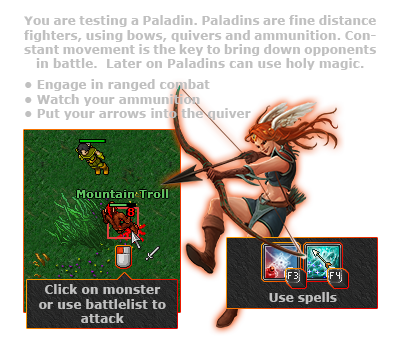 You are testing a Paladin. Paladins are fine distance
fighters, using bows, quivers and ammunition. Con-
stant movement is the key to bring down opponents
in battle.  Later on Paladins can use holy magic.
● Engage in ranged combat
● Watch your ammunition
● Put your arrows into the quiver
Mountain Troll
8
Click on monster
or use battlelist to
attack
F3
F4
Use spells